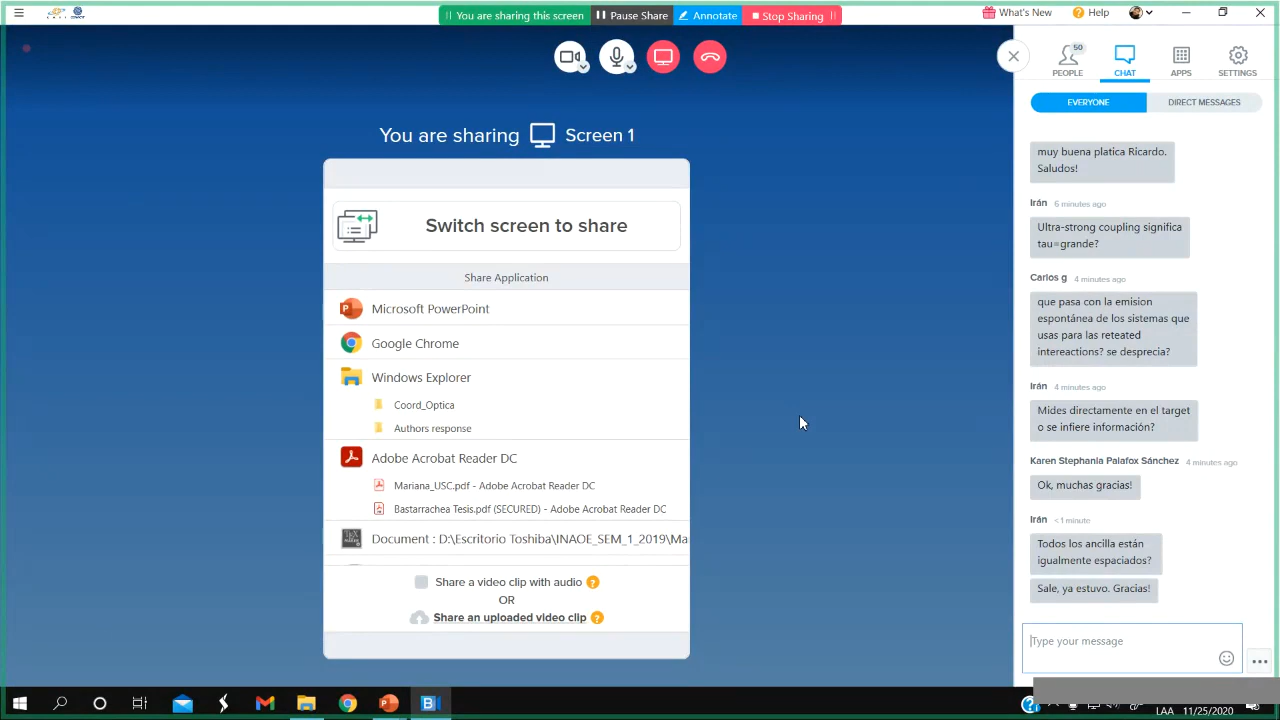 You are sharing this screen
Pause Share
Annotate
Stop Sharing
What's New
Help
You are sharing Screen 1
Switch screen to share
Share Application
Microsoft PowerPoint
Google Chrome
Windows Explorer
Coord_Optica
Authors response
Adobe Acrobat Reader DC
Mariana_USC.pdf - Adobe Acrobat Reader DC
Bastarrachea Tesis.pdf (SECURED) - Adobe Acrobat Reader DC
Document : D:\Escritorio Toshiba\INAOE_SEM_1_2019\Ma
Share a video clip with audio
OR
Share an uploaded video clip
50
PEOPLE
CHAT
APPS
SETTINGS
EVERYONE
DIRECT MESSAGES
muy buena platica Ricardo.
Saludos!
Irán 6 minutes ago
Ultra-strong coupling significa
tau=grande?
Carlos g 4 minutes ago
que pasa con la emision
espontánea de los sistemas que
usas para las reteated
intereactions? se desprecia?
Irán 4 minutes ago
Mides directamente en el target
o se infiere información?
Karen Stephania Palafox Sánchez 4 minutes ago
Ok, muchas gracias!
Irán < 1 minute
Todos los ancilla están
igualmente espaciados?
Sale, ya estuvo. Gracias!
Type your message
LAA 11/25/2020